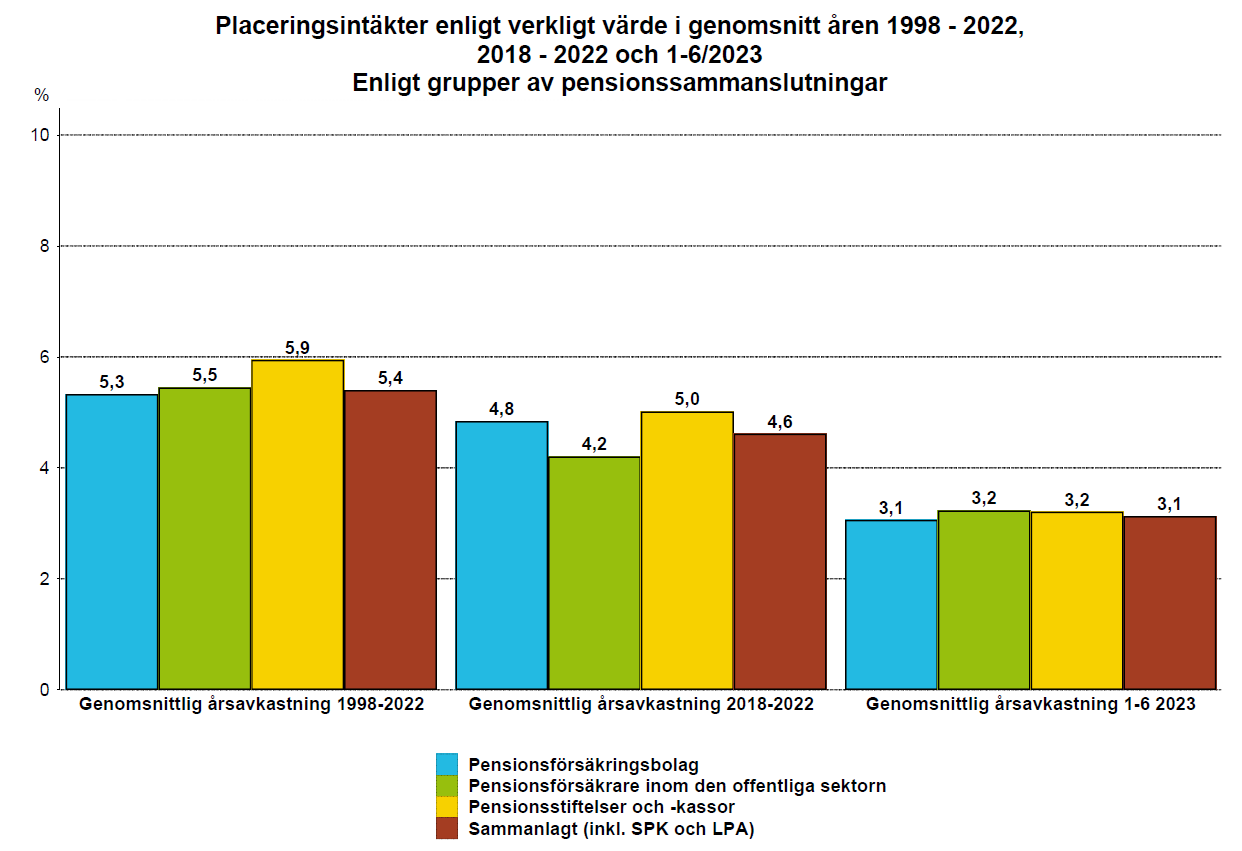 Placeringsintäkter enligt verkligt värde i genomsnitt åren 1998 - 2022,
2018 - 2022 och 1-6/2023
Enligt grupper av pensionssammanslutningar
%
10
8
6
4
2
0
5,3
5,5
5,9
5,4
4,8
4,2
5,0
4,6
3,1
3,2
3,2
3,1
Genomsnittlig årsavkastning 1998-2022
Genomsnittlig årsavkastning 2018-2022
Genomsnittlig årsavkastning 1-6 2023
Pensionsförsäkringsbolag
Pensionsförsäkrare inom den offentliga sektorn
Pensionsstiftelser och -kassor
Sammanlagt (inkl. SPK och LPA)